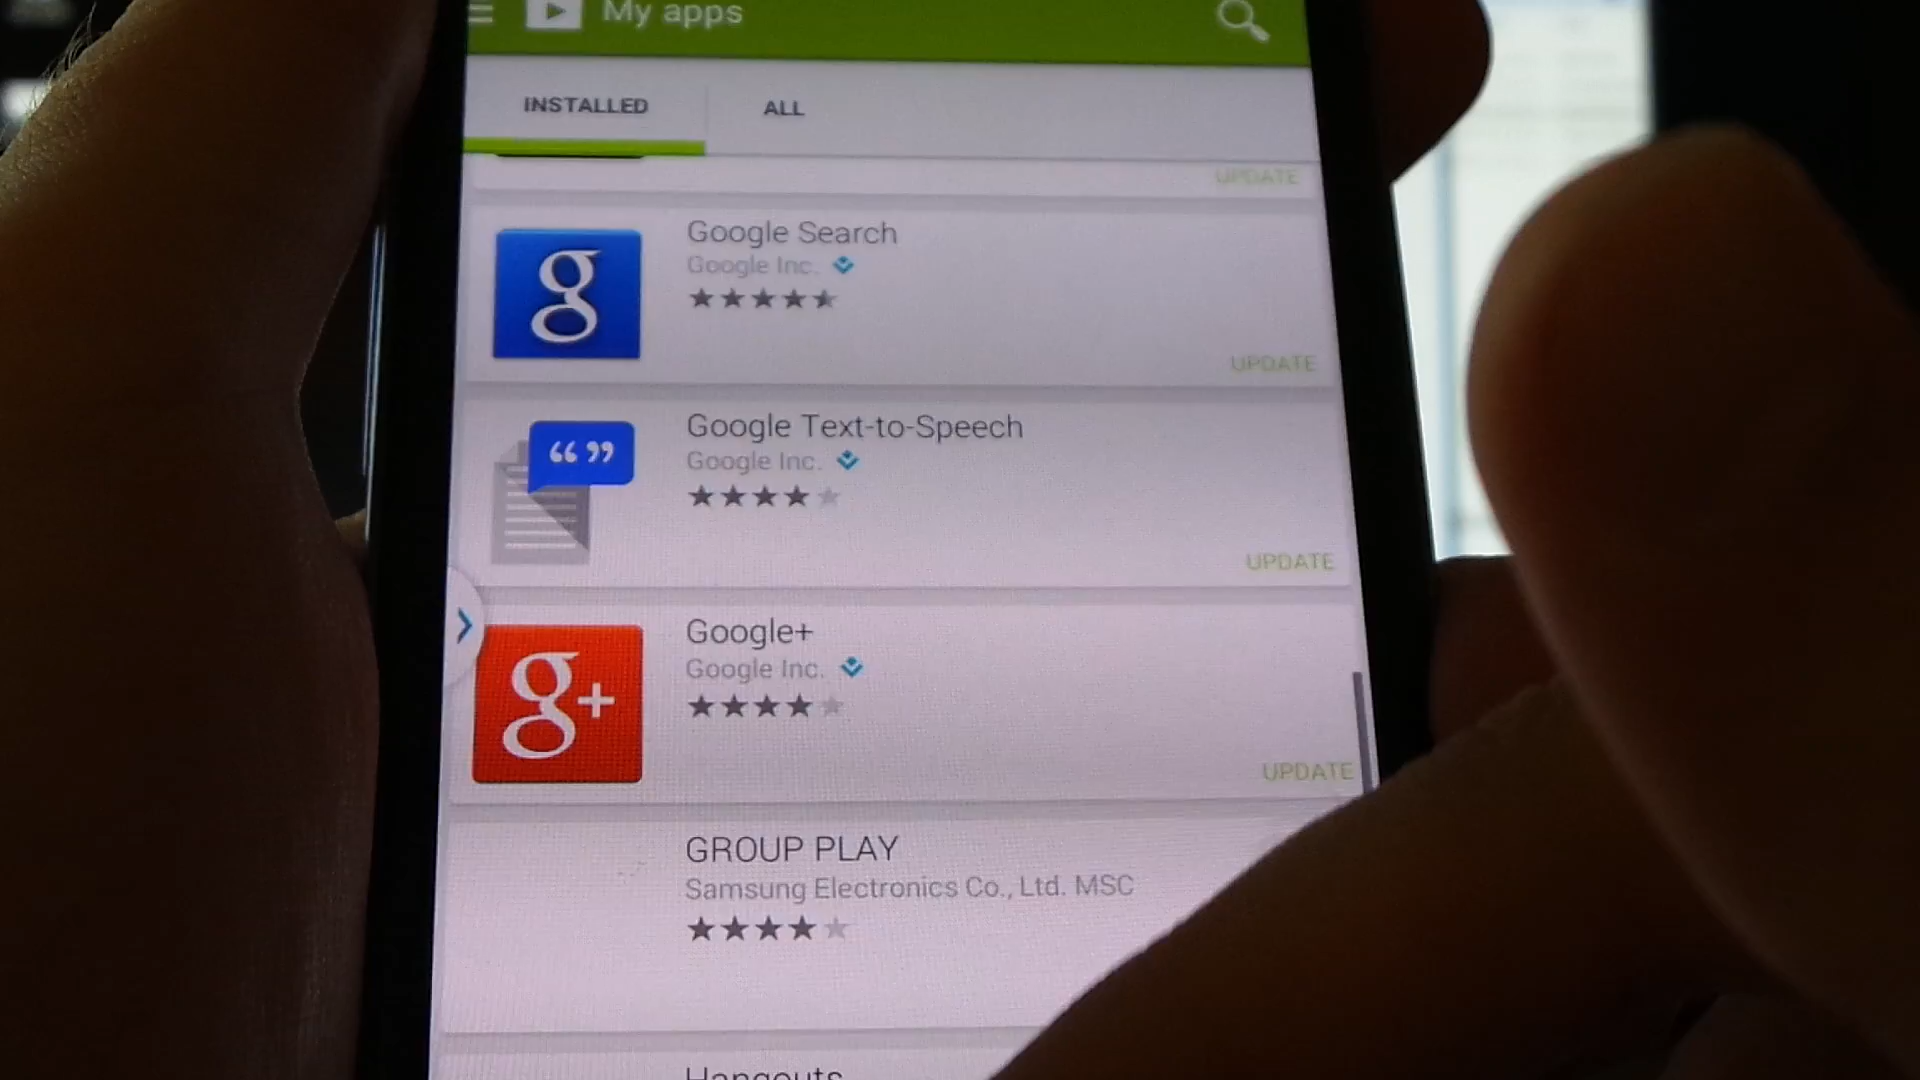 My apps
INSTALLED
ALL
UPDATE
g
Google Search
Google Inc.
UPDATE
“ ”
Google Text-to-Speech
Google Inc.
UPDATE
g+
Google+
Google Inc.
UPDATE
GROUP PLAY
Samsung Electronics Co., Ltd. MSC
Hangouts